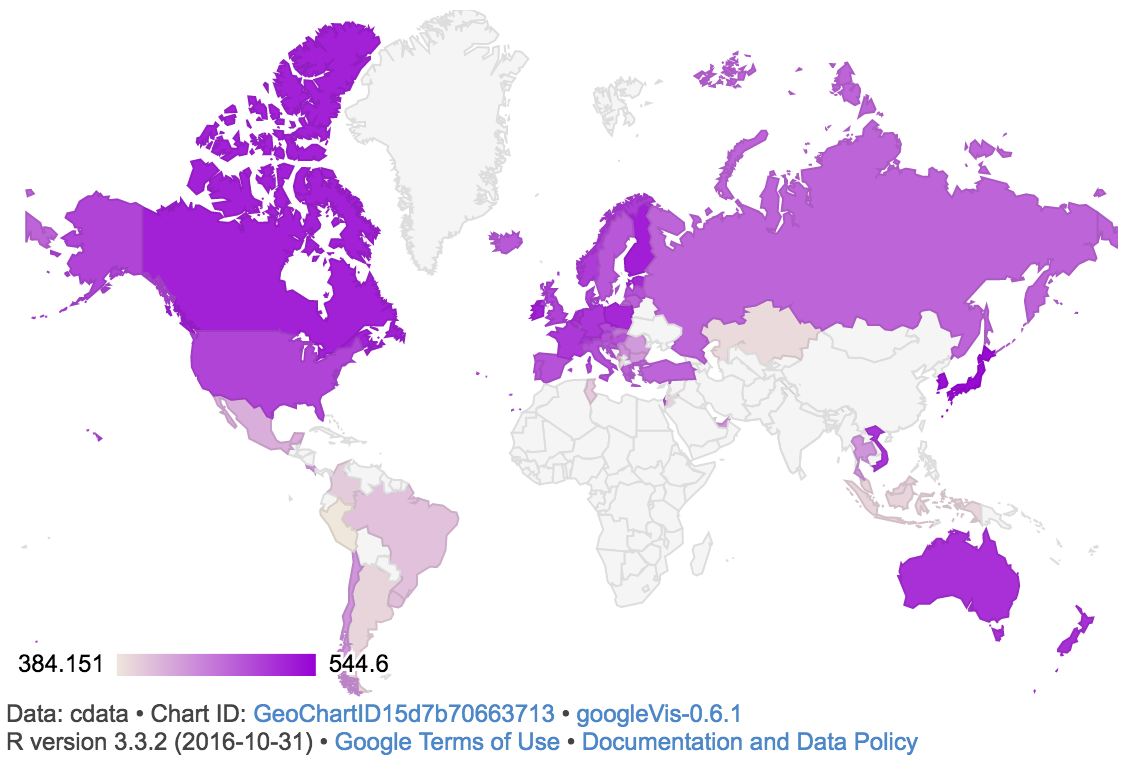 384.151 544.6
Data: cdata • Chart ID: GeoChartID15d7b70663713 • googleVis-0.6.1
R version 3.3.2 (2016-10-31) • Google Terms of Use • Documentation and Data Policy